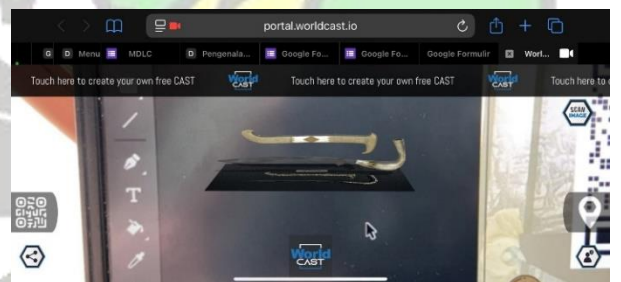 portal.worldcast.io
G D Menu MDLC D Pengenala... Google Fo... Google Fo... Google Formulir Worl...
Touch here to create your own free CAST World CAST Touch here to create your own free CAST World CAST Touch here to
SCAN IMAGE
T
World CAST